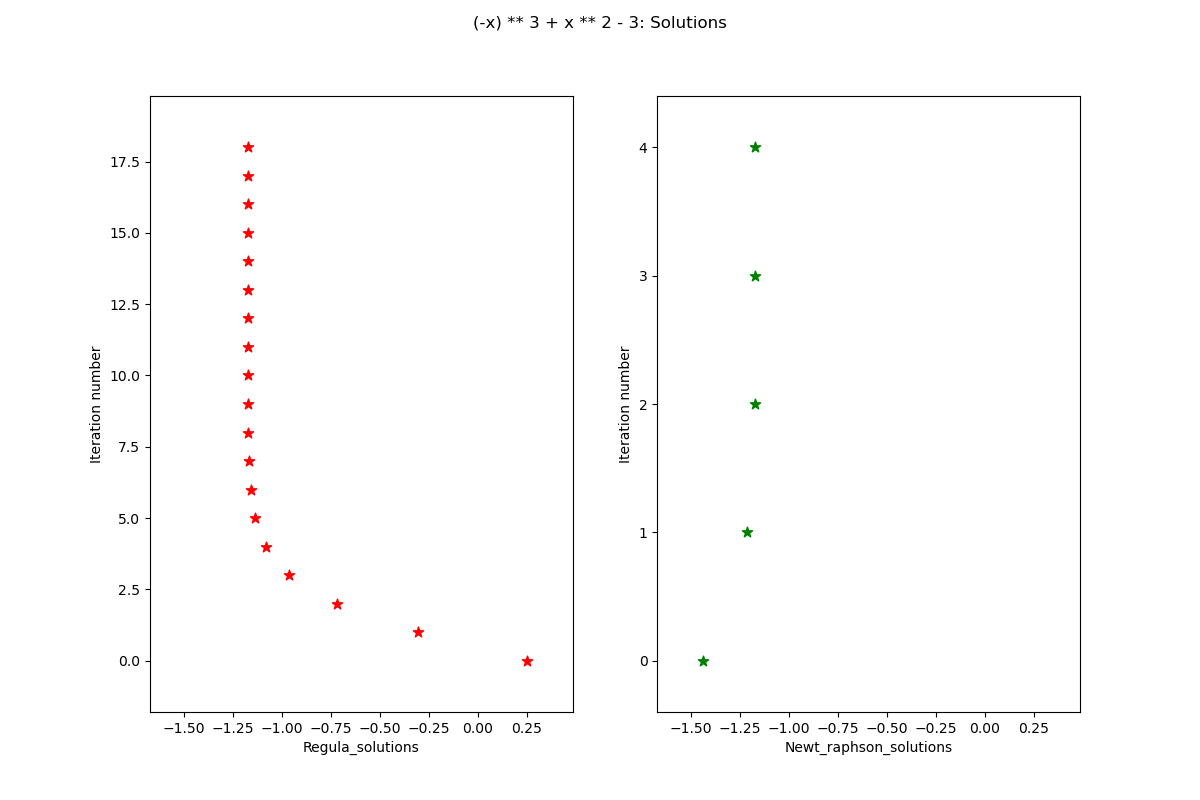 (-x) ** 3 + x ** 2 - 3: Solutions
Iteration number
17.5
15.0
12.5
10.0
7.5
5.0
2.5
0.0
−1.50 −1.25 −1.00 −0.75 −0.50 −0.25 0.00 0.25
Regula_solutions
Iteration number
4
3
2
1
0
−1.50 −1.25 −1.00 −0.75 −0.50 −0.25 0.00 0.25
Newt_raphson_solutions